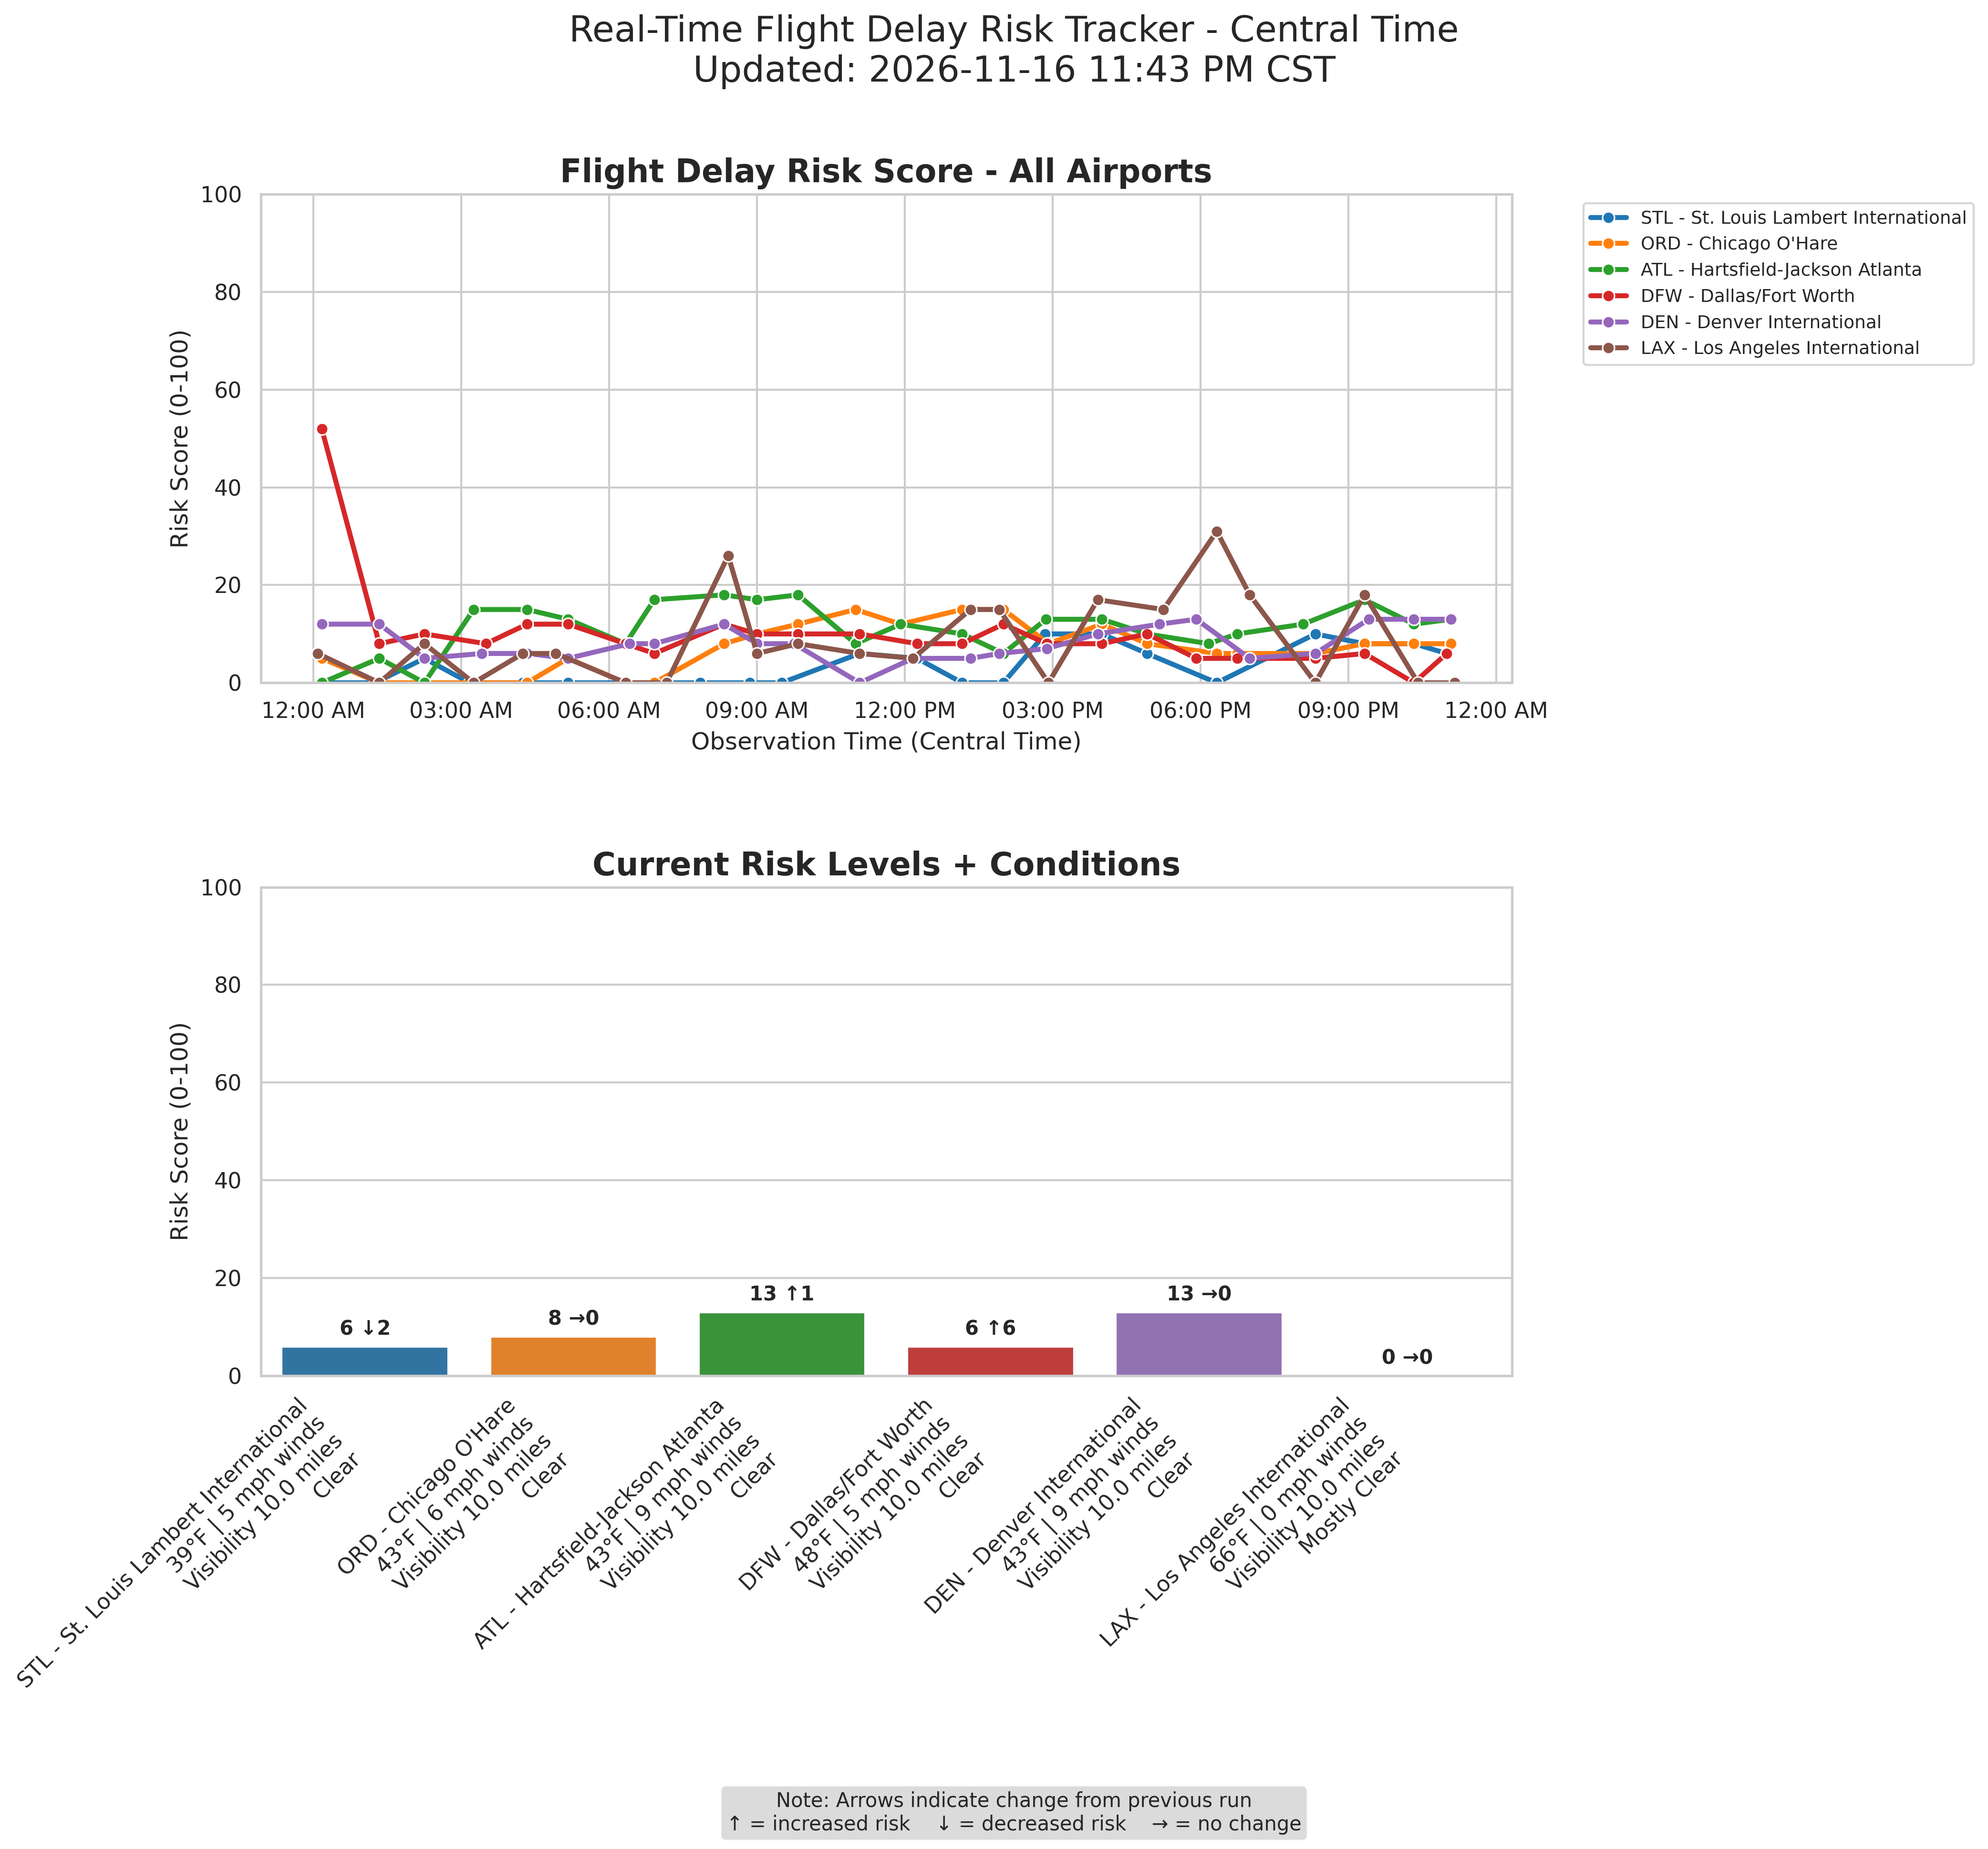 Real-Time Flight Delay Risk Tracker - Central Time
Updated: 2026-11-16 11:43 PM CST
Flight Delay Risk Score - All Airports
100
80
60
40
20
0
Risk Score (0-100)
12:00 AM
03:00 AM
06:00 AM
09:00 AM
12:00 PM
03:00 PM
06:00 PM
09:00 PM
12:00 AM
Observation Time (Central Time)
STL - St. Louis Lambert International
ORD - Chicago O'Hare
ATL - Hartsfield-Jackson Atlanta
DFW - Dallas/Fort Worth
DEN - Denver International
LAX - Los Angeles International
Current Risk Levels + Conditions
100
80
60
40
20
0
Risk Score (0-100)
6 ↓2
8 →0
13 ↑1
6 ↑6
13 →0
0 →0
STL - St. Louis Lambert International
39°F | 5 mph winds
Visibility 10.0 miles
Clear
ORD - Chicago O'Hare
43°F | 6 mph winds
Visibility 10.0 miles
Clear
ATL - Hartsfield-Jackson Atlanta
43°F | 9 mph winds
Visibility 10.0 miles
Clear
DFW - Dallas/Fort Worth
48°F | 5 mph winds
Visibility 10.0 miles
Clear
DEN - Denver International
43°F | 9 mph winds
Visibility 10.0 miles
Clear
LAX - Los Angeles International
66°F | 0 mph winds
Visibility 10.0 miles
Mostly Clear
Note: Arrows indicate change from previous run
↑ = increased risk ↓ = decreased risk → = no change